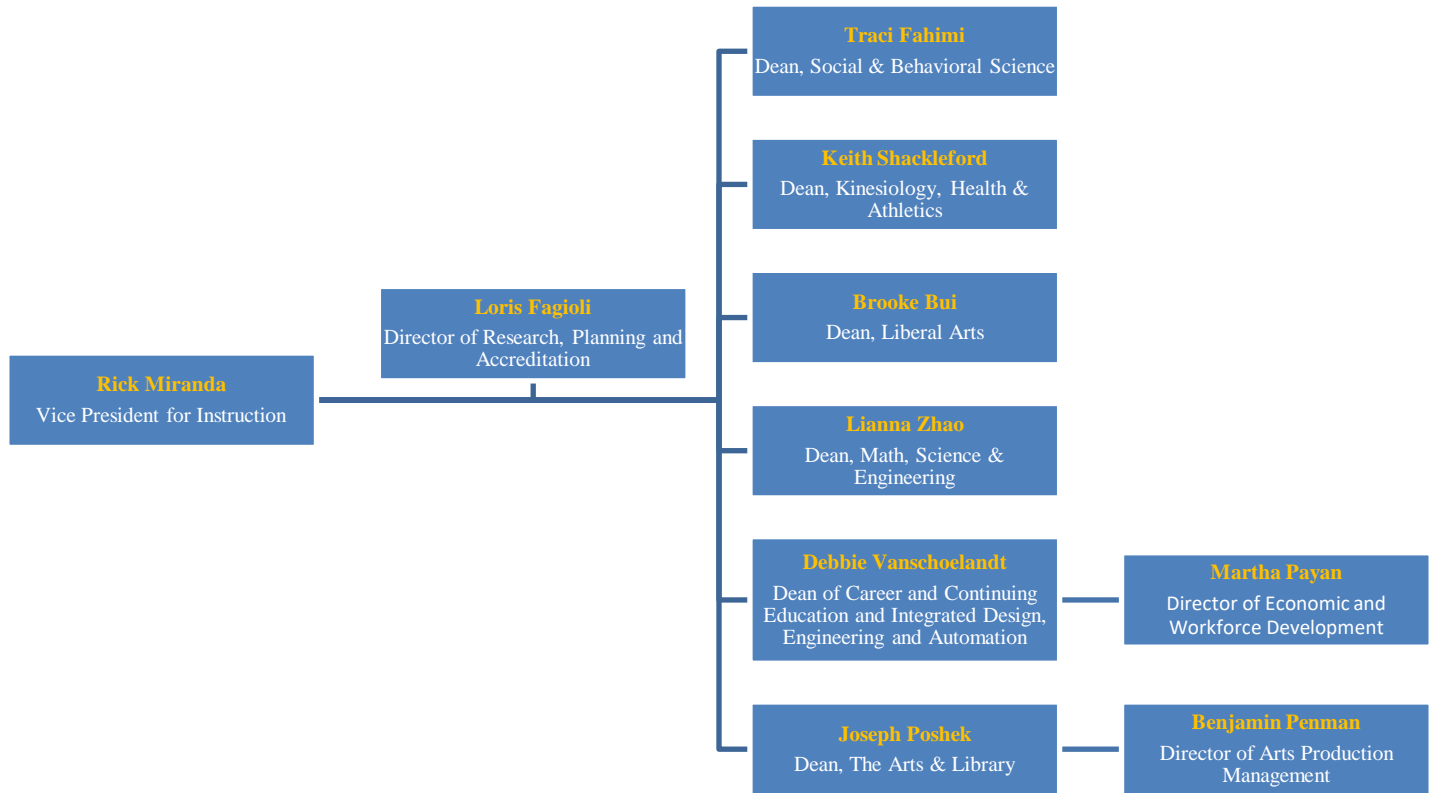 Rick Miranda
Vice President for Instruction
Loris Fagioli
Director of Research, Planning and
Accreditation
Traci Fahimi
Dean, Social & Behavioral Science
Keith Shackleford
Dean, Kinesiology, Health &
Athletics
Brooke Bui
Dean, Liberal Arts
Lianna Zhao
Dean, Math, Science &
Engineering
Debbie Vanschoelandt
Dean of Career and Continuing
Education and Integrated Design,
Engineering and Automation
Martha Payan
Director of Economic and
Workforce Development
Joseph Poshek
Dean, The Arts & Library
Benjamin Penman
Director of Arts Production
Management